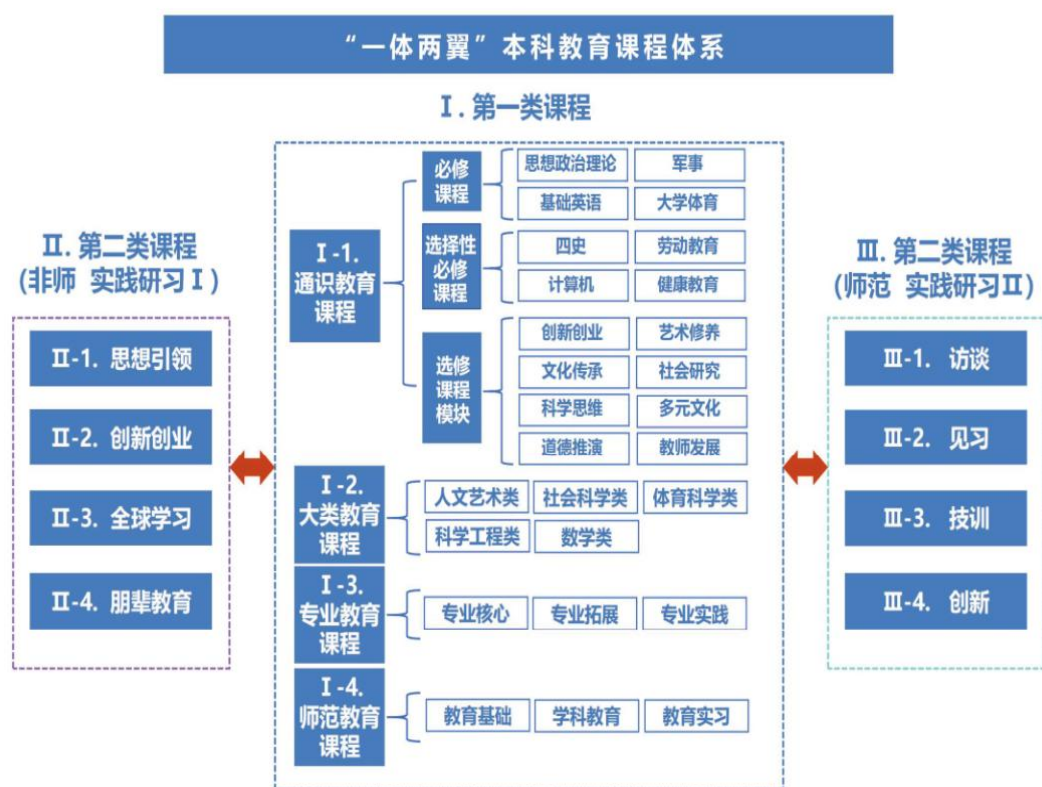 “一体两翼”本科教育课程体系
Ⅰ. 第一类课程
Ⅱ. 第二类课程
(非师 实践研习Ⅰ)
Ⅱ-1. 思想引领
Ⅱ-2. 创新创业
Ⅱ-3. 全球学习
Ⅱ-4. 朋辈教育
Ⅰ-1.
通识教育
课程
必修
课程
思想政治理论
军事
基础英语
大学体育
选择性
必修
课程
四史
劳动教育
计算机
健康教育
选修
课程
模块
创新创业
艺术修养
文化传承
社会研究
科学思维
多元文化
道德推演
教师发展
Ⅰ-2.
大类教育
课程
人文艺术类
社会科学类
体育科学类
科学工程类
数学类
Ⅰ-3.
专业教育
课程
专业核心
专业拓展
专业实践
Ⅰ-4.
师范教育
课程
教育基础
学科教育
教育实习
Ⅲ. 第二类课程
(师范 实践研习Ⅱ)
Ⅲ-1. 访谈
Ⅲ-2. 见习
Ⅲ-3. 技训
Ⅲ-4. 创新